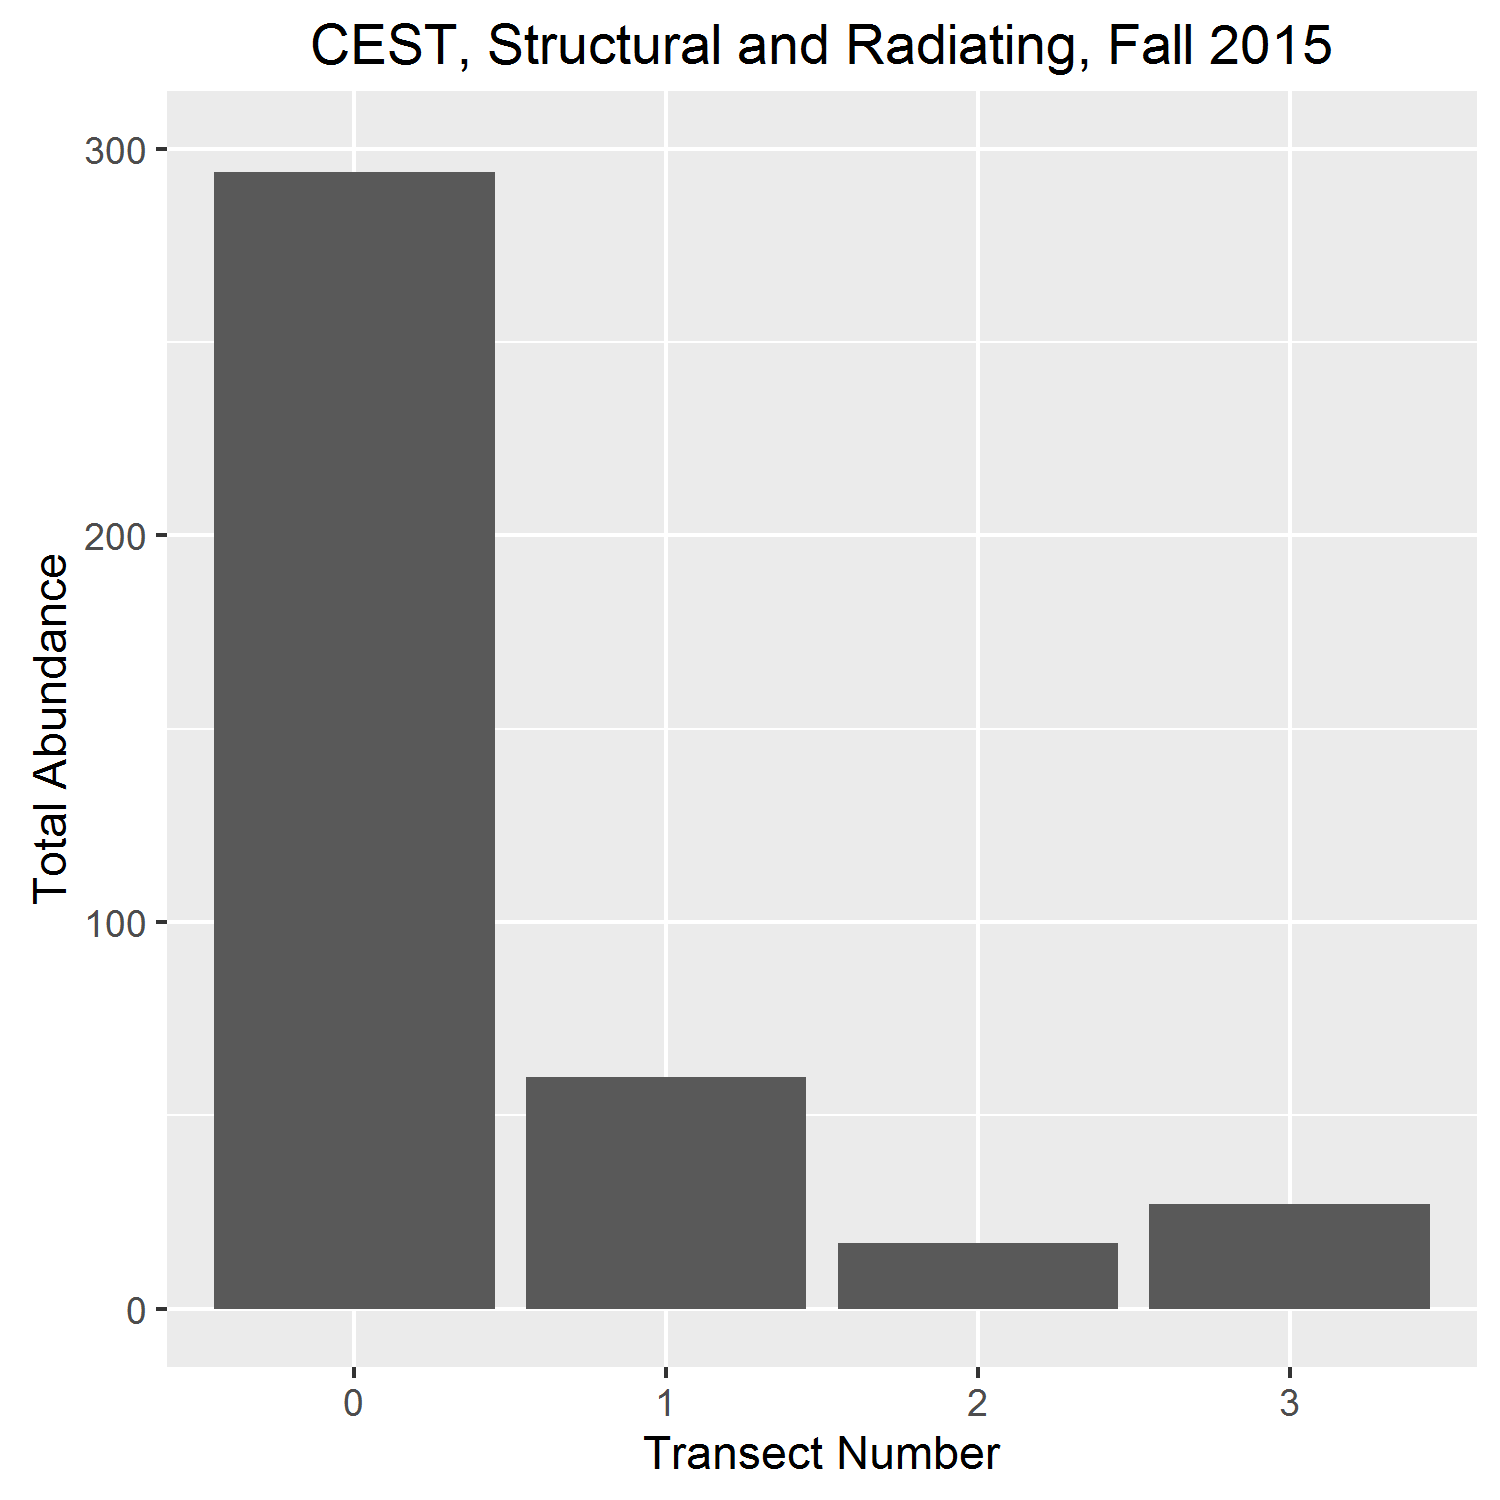 CEST, Structural and Radiating, Fall 2015
Total Abundance
300
200
100
0
0 1 2 3
Transect Number